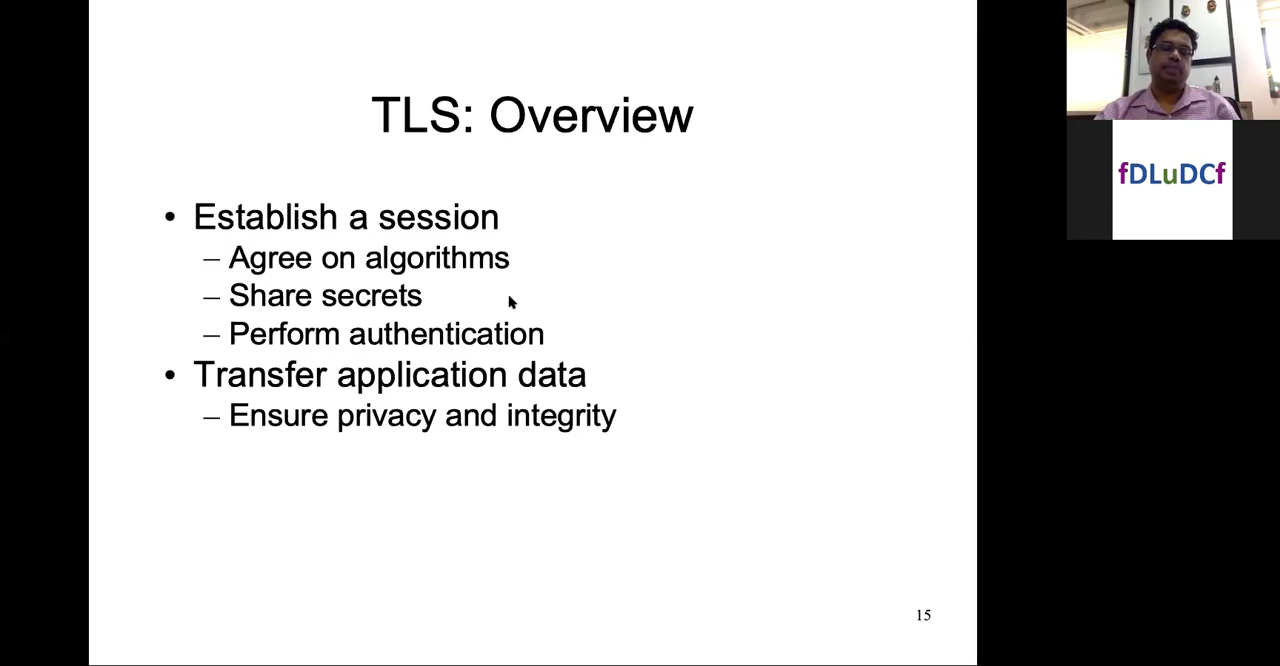 TLS: Overview
• Establish a session
– Agree on algorithms
– Share secrets
– Perform authentication
• Transfer application data
– Ensure privacy and integrity
15
fDLuDCf